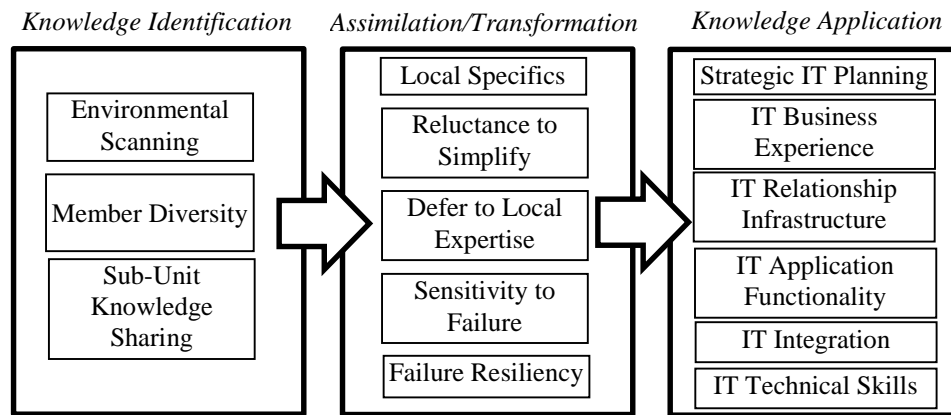 Knowledge Identification
Environmental
Scanning
Member Diversity
Sub-Unit
Knowledge
Sharing
Assimilation/Transformation
Local Specifics
Reluctance to
Simplify
Defer to Local
Expertise
Sensitivity to
Failure
Failure Resiliency
Knowledge Application
Strategic IT Planning
IT Business
Experience
IT Relationship
Infrastructure
IT Application
Functionality
IT Integration
IT Technical Skills